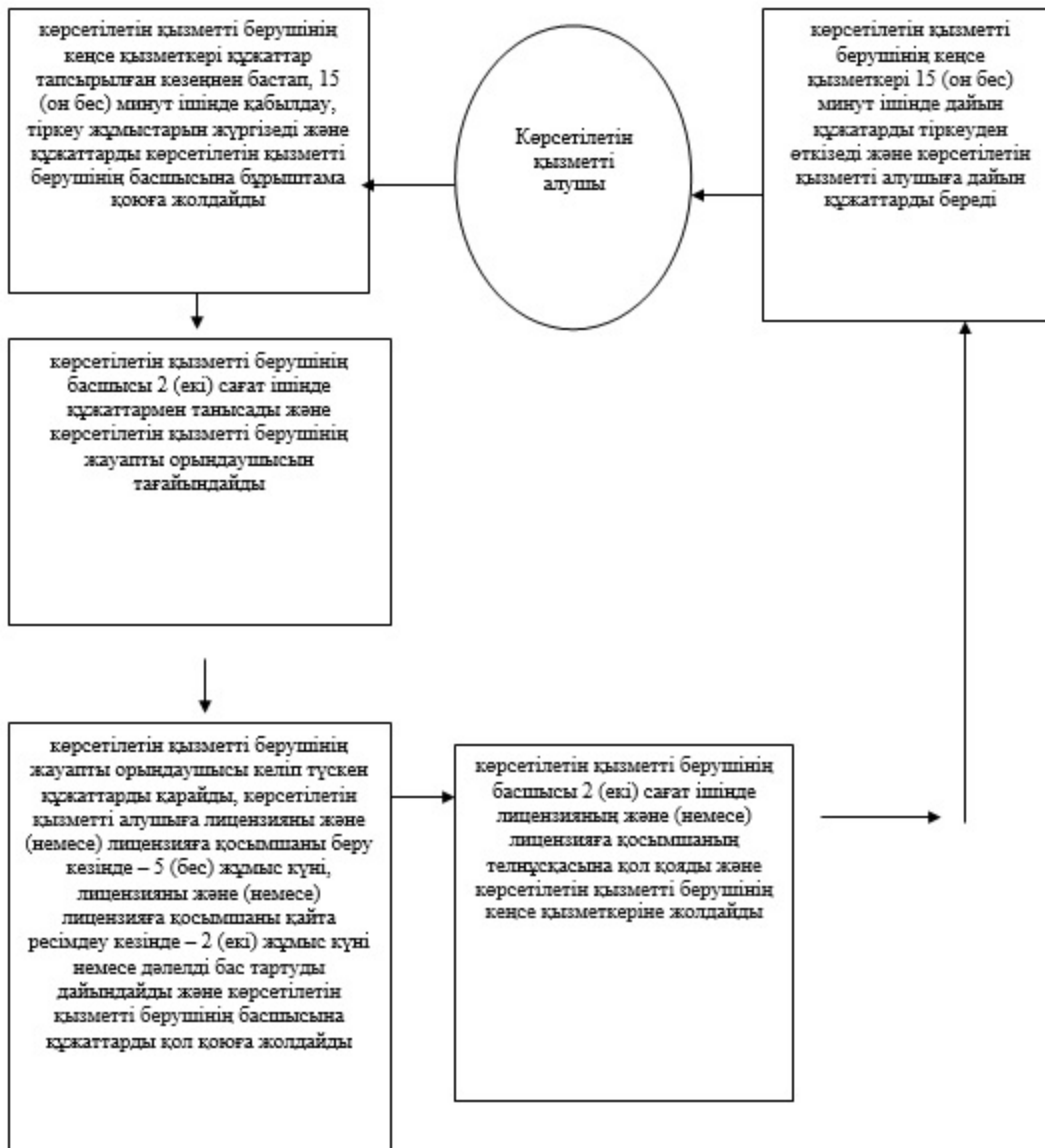 көрсетілетін қызметті берушінің
кеңсе қызметкері құжаттар
тапсырылған кезеңнен бастап, 15
(он бес) минут ішінде қабылдау,
тіркеу жұмыстарын жүргізеді және
құжаттарды көрсетілетін қызметті
берушінің басшысына бұрыштама
қоюға жолдайды
Көрсетілетін
қызметті
алушы
көрсетілетін қызметті
берушінің кеңсе
қызметкері 15 (он бес)
минут ішінде дайын
құжатарды тіркеуден
өткізеді және көрсетілетін
қызметті алушыға дайын
құжаттарды береді
көрсетілетін қызметті берушінің
басшысы 2 (екі) сағат ішінде
құжаттармен танысады және
көрсетілетін қызметті берушінің
жауапты орындаушысын
тағайындайды
көрсетілетін қызметті берушінің
жауапты орындаушысы келіп түскен
құжаттарды қарайды, көрсетілетін
қызметті алушыға лицензияны және
(немесе) лицензияға қосымшаны беру
кезінде – 5 (бес) жұмыс күні,
лицензияны және (немесе)
лицензияға қосымшаны қайта
ресімдеу кезінде – 2 (екі) жұмыс күні
немесе дәлелді бас тартуды
дайындайды және көрсетілетін
қызметті берушінің басшысына
құжаттарды қол қоюға жолдайды
көрсетілетін қызметті берушінің
басшысы 2 (екі) сағат ішінде
лицензияның және (немесе)
лицензияға қосымшаның
телнұсқасына қол қояды және
көрсетілетін қызметті берушінің
кеңсе қызметкеріне жолдайды